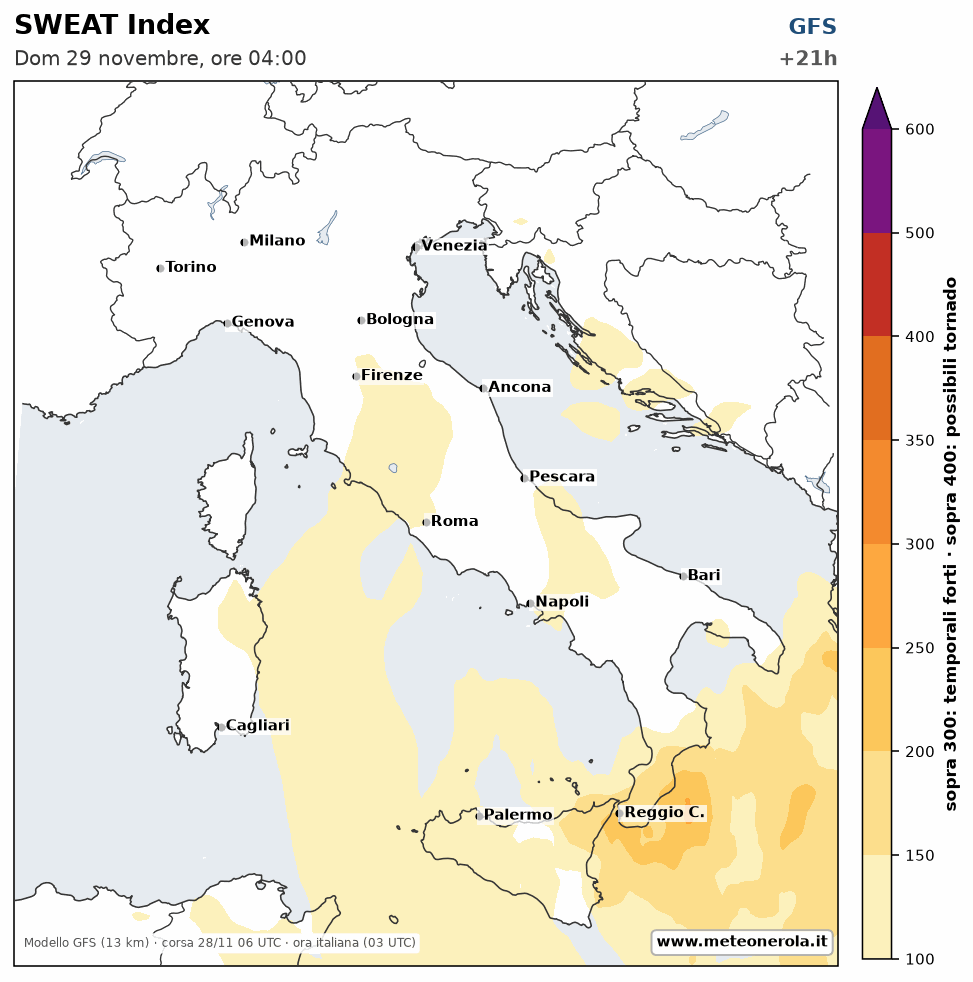 SWEAT Index
GFS
Dom 29 novembre, ore 04:00
+21h
600
500
400
350
300
250
200
150
100
sopra 300: temporali forti · sopra 400: possibili tornado
Milano
Venezia
Torino
Genova
Bologna
Firenze
Ancona
Pescara
Roma
Bari
Napoli
Cagliari
Palermo
Reggio C.
Modello GFS (13 km) · corsa 28/11 06 UTC · ora italiana (03 UTC)
www.meteonerola.it